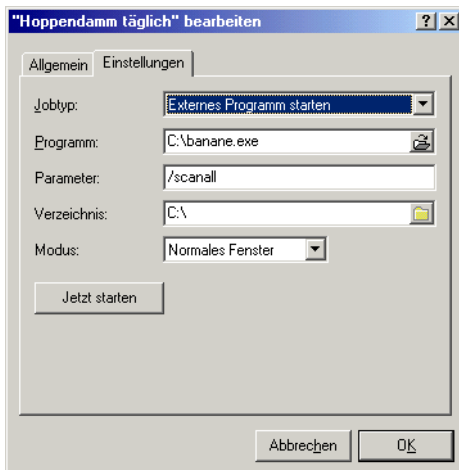 "Hoppendamm täglich" bearbeiten
Allgemein Einstellungen
Jobtyp: Externes Programm starten
Programm: C:\banane.exe
Parameter: /scanall
Verzeichnis: C:\
Modus: Normales Fenster
Jetzt starten
Abbrechen OK